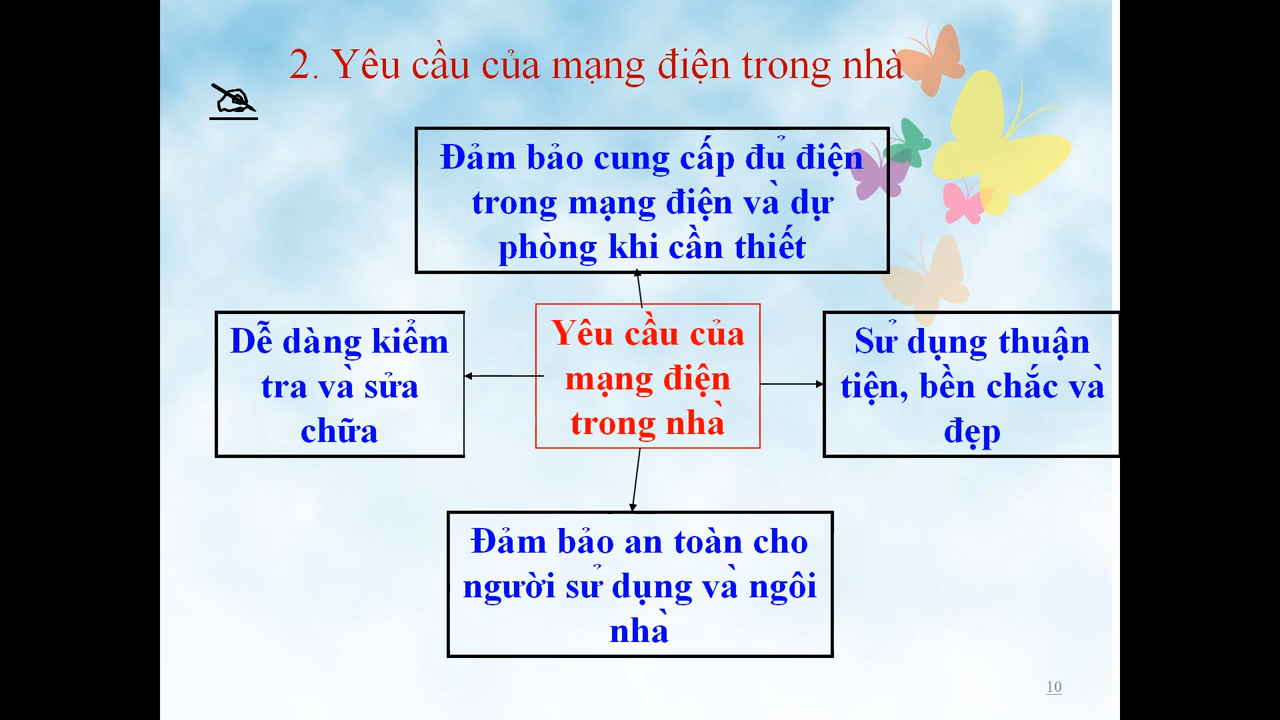 2. Yêu cầu của mạng điện trong nhà
Đảm bảo cung cấp đủ điện
trong mạng điện và dự
phòng khi cần thiết
Dễ dàng kiểm
tra và sửa
chữa
Yêu cầu của
mạng điện
trong nhà
Sử dụng thuận
tiện, bền chắc và
đẹp
Đảm bảo an toàn cho
người sử dụng và ngôi
nhà
10